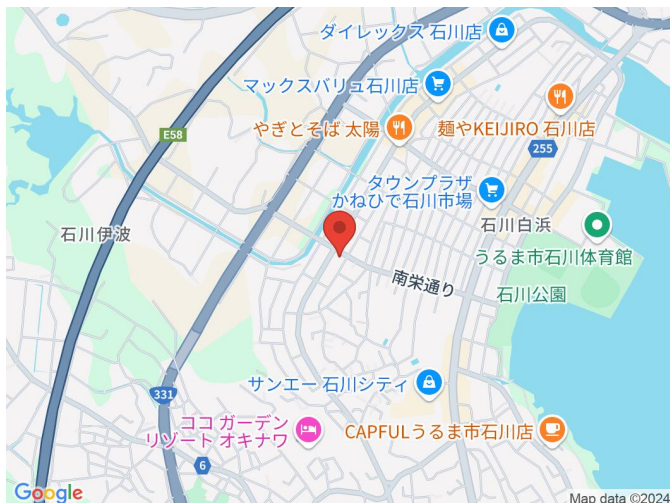 ダイレックス 石川店
マックスバリュ石川店
E58
やぎとそば 太陽
麺やKEIJIRO 石川店
255
タウンプラザ
かねひで石川市場
石川伊波
石川白浜
うるま市石川体育館
南栄通り
石川公園
サンエー 石川シティ
331
ココ ガーデン
リゾート オキナワ
CAPFULうるま市石川店
6
Google
Map data ©2024